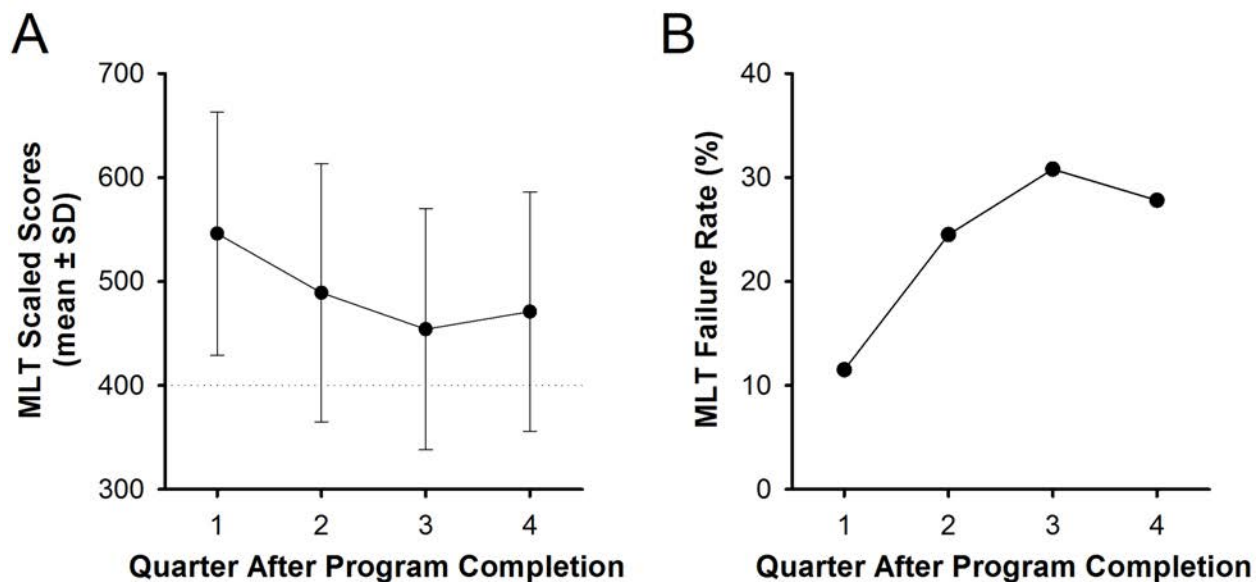 A
MLT Scaled Scores
(mean ± SD)
700
600
500
400
300
1 2 3 4
Quarter After Program Completion
B
MLT Failure Rate (%)
40
30
20
10
0
1 2 3 4
Quarter After Program Completion